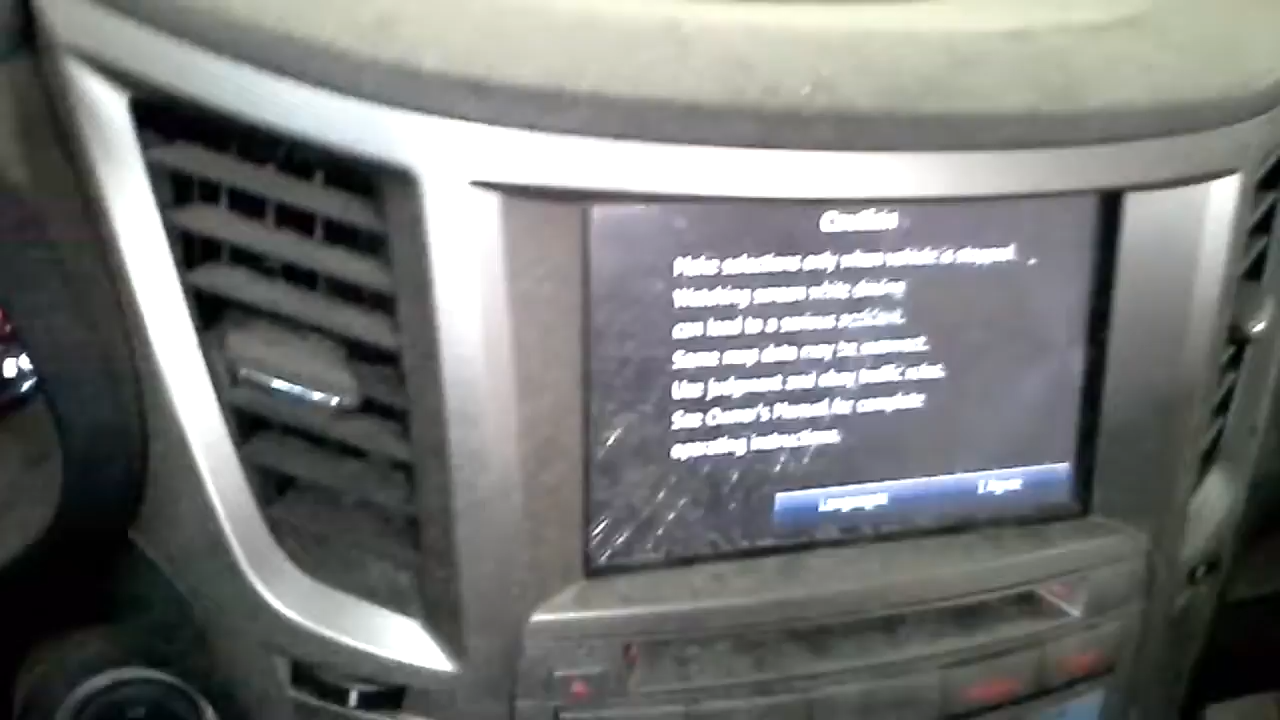 Caution
Make selections only when vehicle is stopped.
Watching screen while driving
can lead to a serious accident.
Some map data may be incorrect.
Use judgment and obey traffic rules.
See Owner's Manual for complete
operating instructions.
Languages I Agree